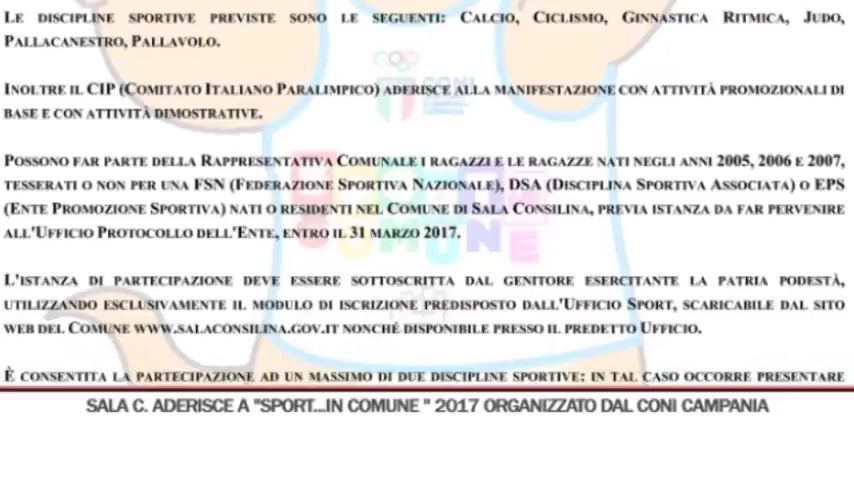 LE DISCIPLINE SPORTIVE PREVISTE SONO LE SEGUENTI: CALCIO, CICLISMO, GINNASTICA RITMICA, JUDO,
PALLACANESTRO, PALLAVOLO.
CONI
INOLTRE IL CIP (COMITATO ITALIANO PARALIMPICO) ADERISCE ALLA MANIFESTAZIONE CON ATTIVITÀ PROMOZIONALI DI
BASE E CON ATTIVITÀ DIMOSTRATIVE.
POSSONO FAR PARTE DELLA RAPPRESENTATIVA COMUNALE I RAGAZZI E LE RAGAZZE NATI NEGLI ANNI 2005, 2006 E 2007,
TESSERATI O NON PER UNA FSN (FEDERAZIONE SPORTIVA NAZIONALE), DSA (DISCIPLINA SPORTIVA ASSOCIATA) O EPS
(ENTE PROMOZIONE SPORTIVA) NATI O RESIDENTI NEL COMUNE DI SALA CONSILINA, PREVIA ISTANZA DA FAR PERVENIRE
ALL'UFFICIO PROTOCOLLO DELL'ENTE, ENTRO IL 31 MARZO 2017.
COMUNE
L'ISTANZA DI PARTECIPAZIONE DEVE ESSERE SOTTOSCRITTA DAL GENITORE ESERCITANTE LA PATRIA PODESTÀ,
UTILIZZANDO ESCLUSIVAMENTE IL MODULO DI ISCRIZIONE PREDISPOSTO DALL'UFFICIO SPORT, SCARICABILE DAL SITO
WEB DEL COMUNE WWW.SALACONSILINA.GOV.IT NONCHÉ DISPONIBILE PRESSO IL PREDETTO UFFICIO.
È CONSENTITA LA PARTECIPAZIONE AD UN MASSIMO DI DUE DISCIPLINE SPORTIVE: IN TAL CASO OCCORRE PRESENTARE
SALA C. ADERISCE A "SPORT...IN COMUNE " 2017 ORGANIZZATO DAL CONI CAMPANIA